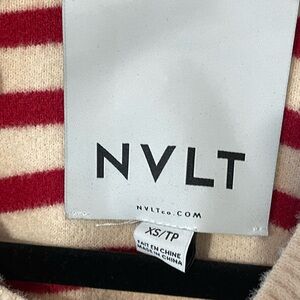 NVLT
NVLTCO.COM
XS/TP
FAIT EN CHINE
MADE IN CHINA